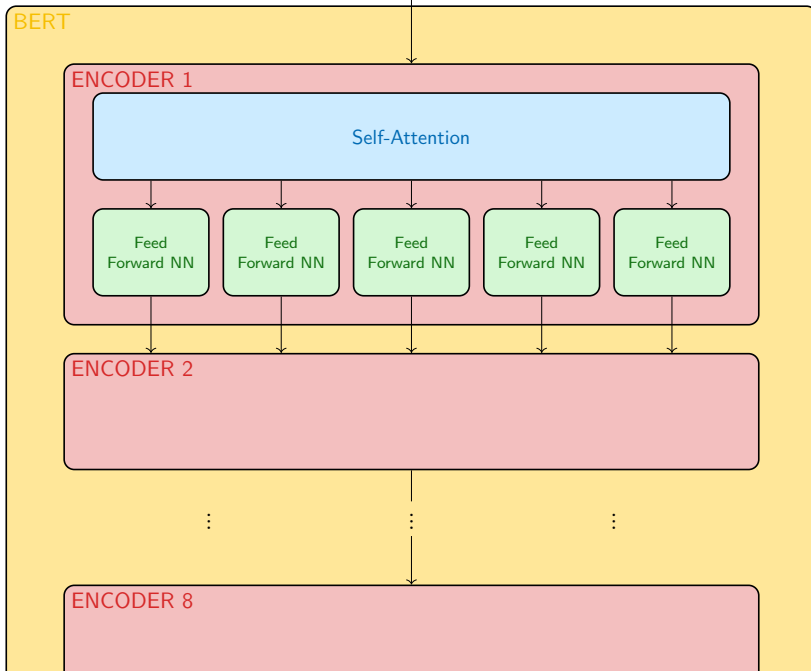 BERT
ENCODER 1
Self-Attention
Feed Feed Feed Feed Feed
Forward NN Forward NN Forward NN Forward NN Forward NN
ENCODER 2
⋮ ⋮ ⋮
ENCODER 8